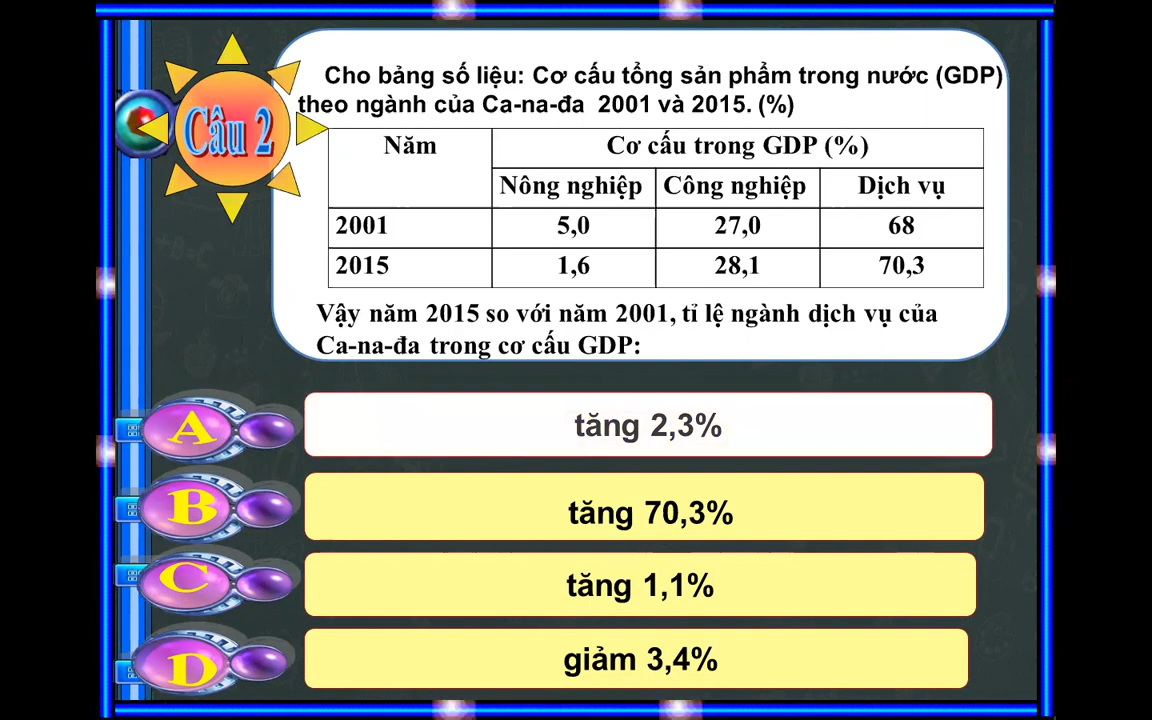 Câu 2
Cho bảng số liệu: Cơ cấu tổng sản phẩm trong nước (GDP)
theo ngành của Ca-na-đa 2001 và 2015. (%)
Năm Cơ cấu trong GDP (%)
Nông nghiệp Công nghiệp Dịch vụ
2001 5,0 27,0 68
2015 1,6 28,1 70,3
Vậy năm 2015 so với năm 2001, tỉ lệ ngành dịch vụ của
Ca-na-đa trong cơ cấu GDP:
A tăng 2,3%
B tăng 70,3%
C tăng 1,1%
D giảm 3,4%